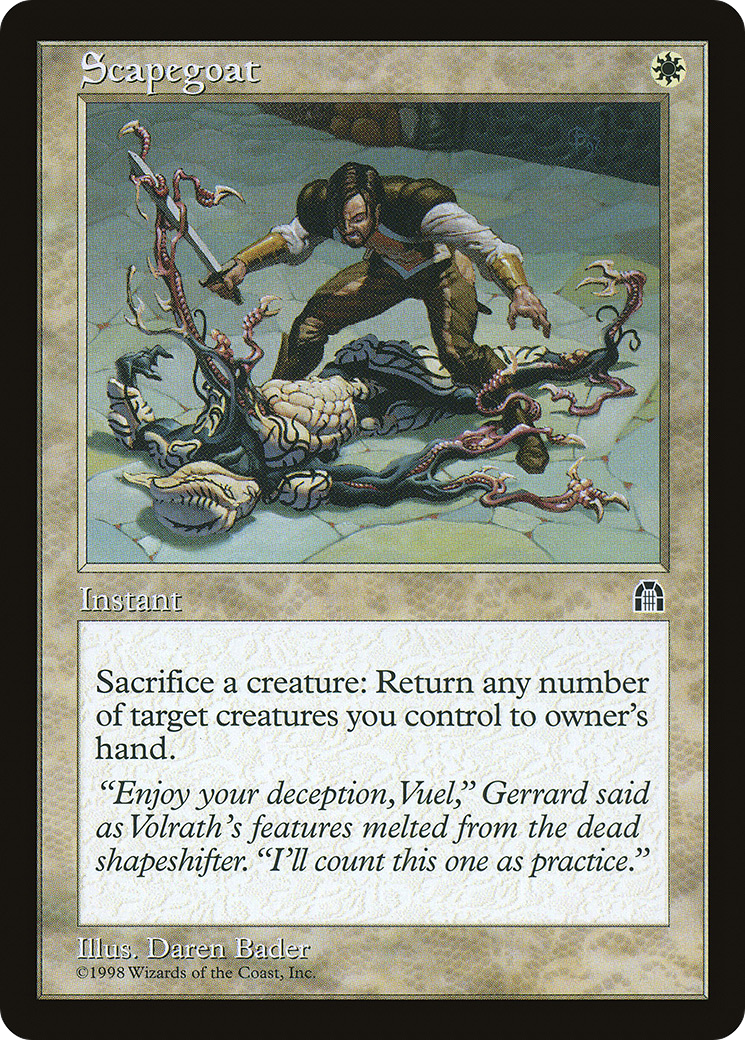 Scapegoat
Instant
Sacrifice a creature: Return any number
of target creatures you control to owner's
hand.
“Enjoy your deception, Vuel,” Gerrard said
as Volrath's features melted from the dead
shapeshifter. “I'll count this one as practice.”
Illus. Daren Bader
©1998 Wizards of the Coast, Inc.